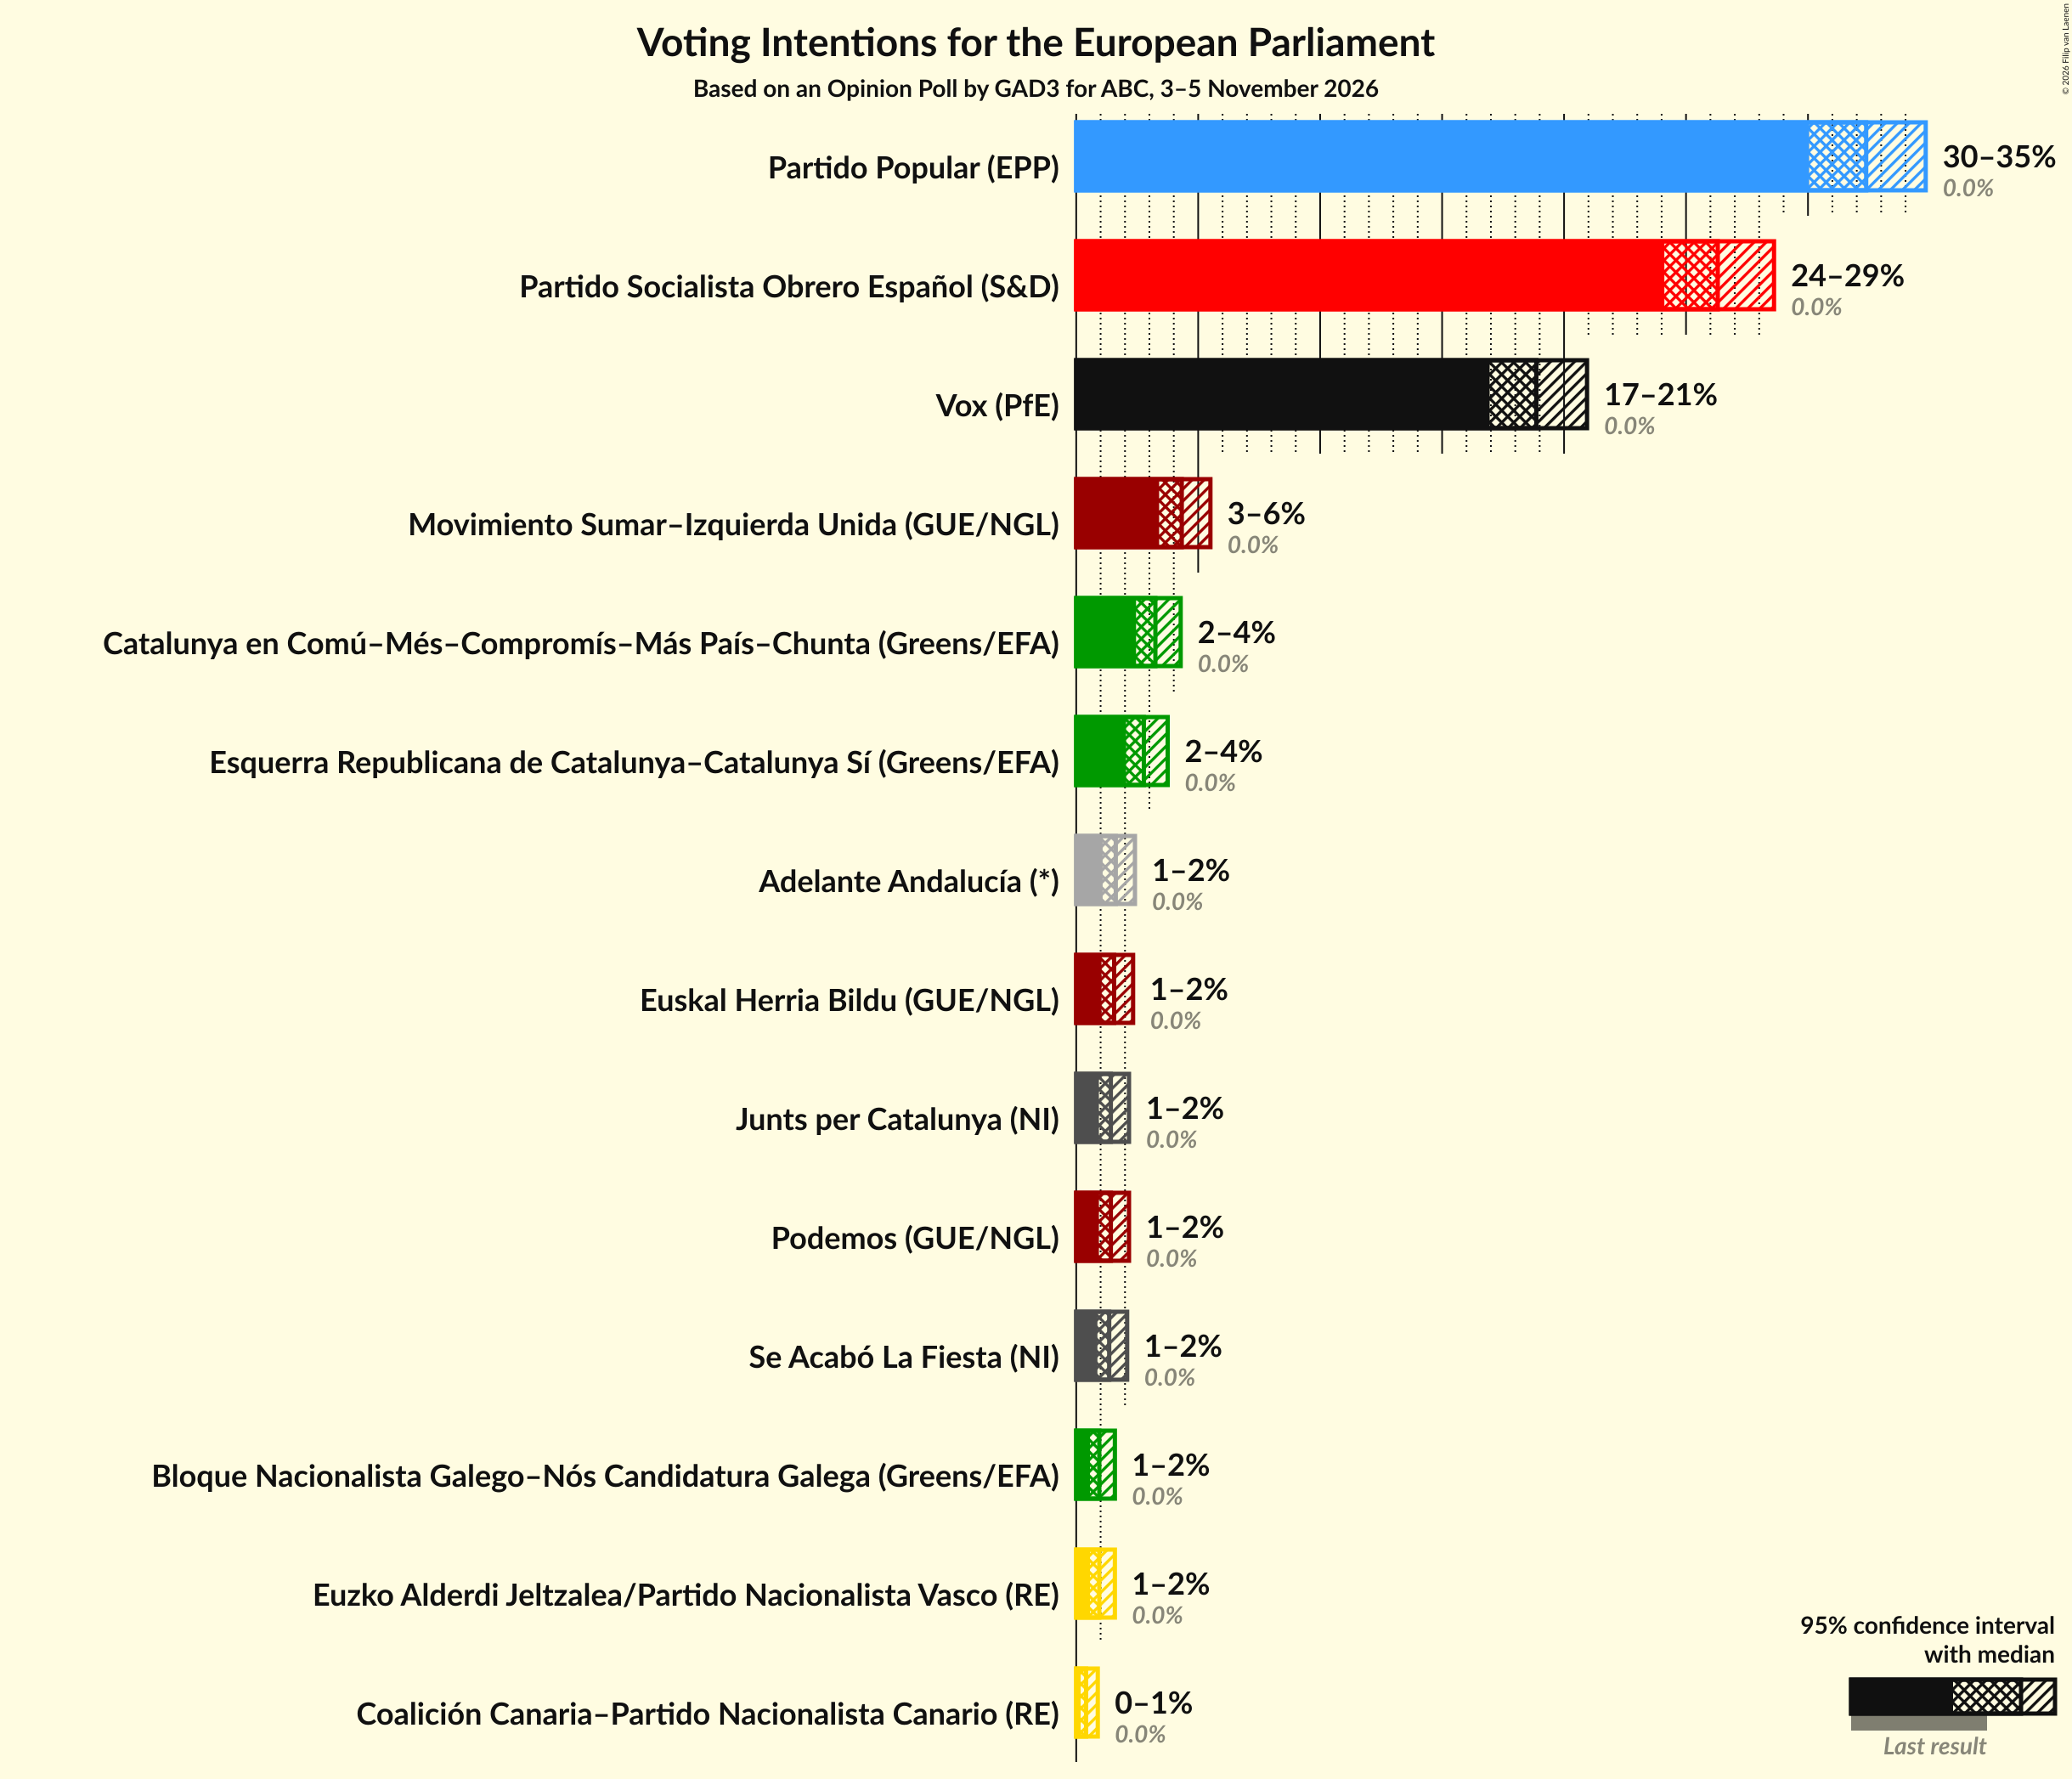 Voting Intentions for the European Parliament
Based on an Opinion Poll by GAD3 for ABC, 3–5 November 2026
© 2026 Filip van Laenen
Partido Popular (EPP)
30–35%
0.0%
Partido Socialista Obrero Español (S&D)
24–29%
0.0%
Vox (PfE)
17–21%
0.0%
Movimiento Sumar–Izquierda Unida (GUE/NGL)
3–6%
0.0%
Catalunya en Comú–Més–Compromís–Más País–Chunta (Greens/EFA)
2–4%
0.0%
Esquerra Republicana de Catalunya–Catalunya Sí (Greens/EFA)
2–4%
0.0%
Adelante Andalucía (*)
1–2%
0.0%
Euskal Herria Bildu (GUE/NGL)
1–2%
0.0%
Junts per Catalunya (NI)
1–2%
0.0%
Podemos (GUE/NGL)
1–2%
0.0%
Se Acabó La Fiesta (NI)
1–2%
0.0%
Bloque Nacionalista Galego–Nós Candidatura Galega (Greens/EFA)
1–2%
0.0%
Euzko Alderdi Jeltzalea/Partido Nacionalista Vasco (RE)
1–2%
0.0%
Coalición Canaria–Partido Nacionalista Canario (RE)
0–1%
0.0%
95% confidence interval
with median
Last result